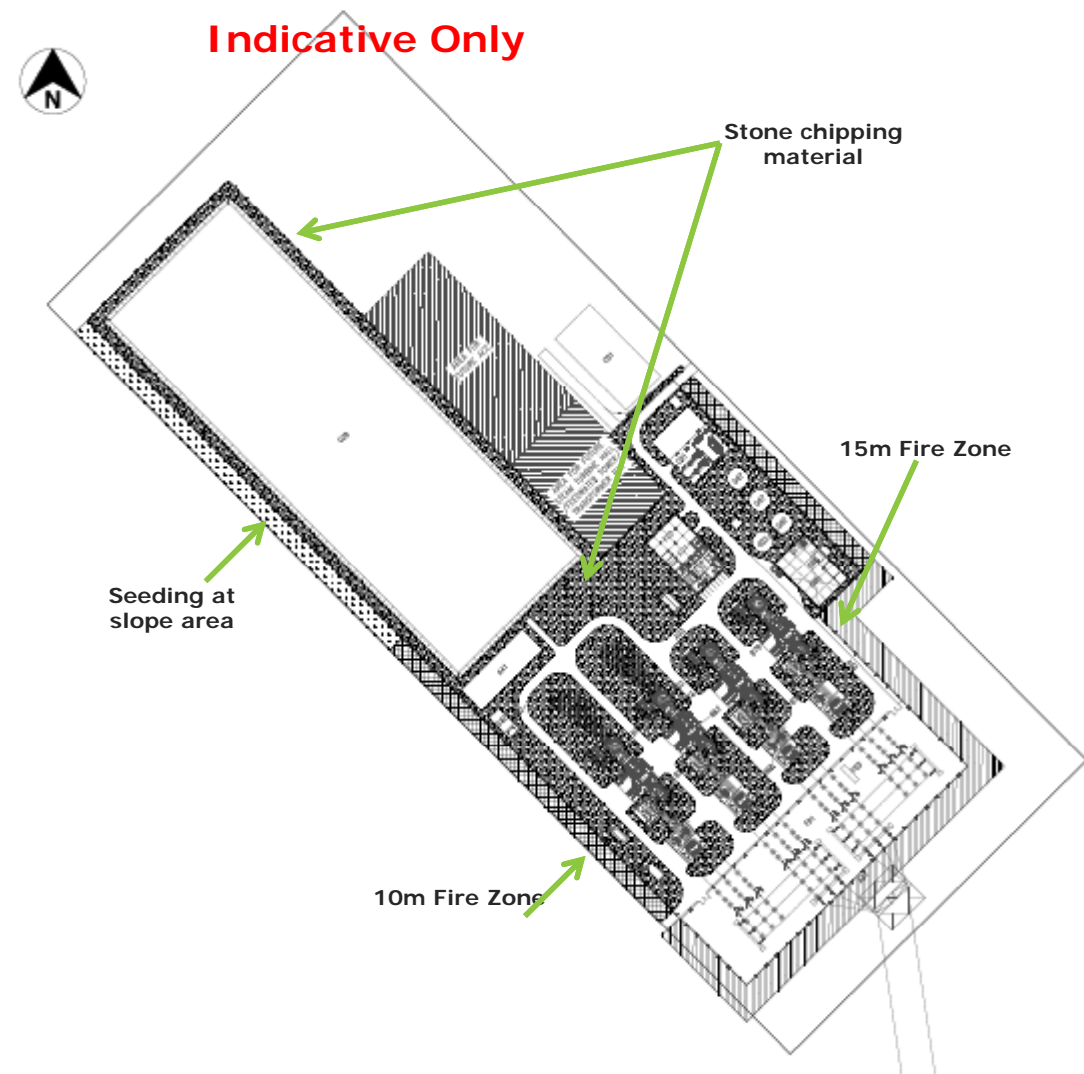 Indicative Only
N
Stone chipping
material
15m Fire Zone
Seeding at
slope area
10m Fire Zone